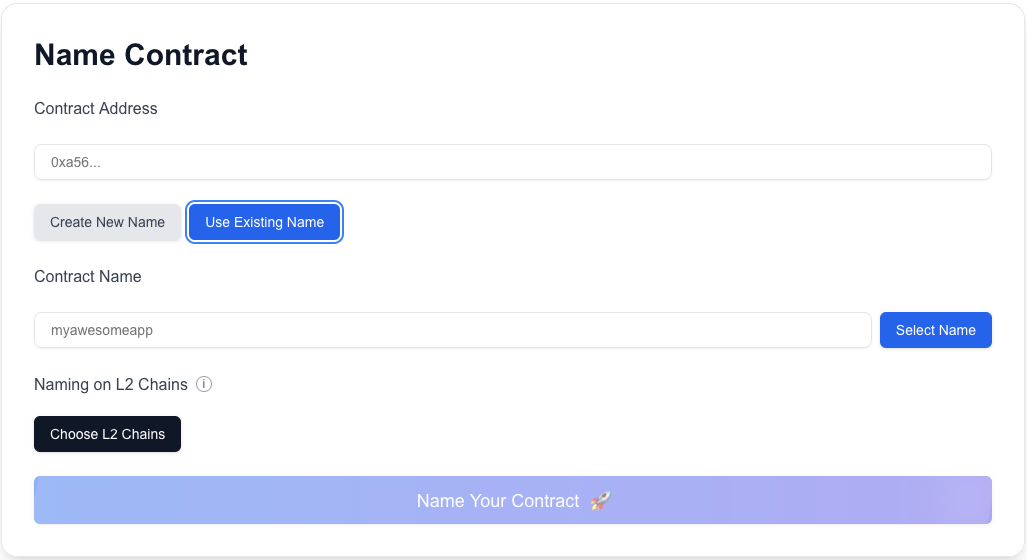 Name Contract
Contract Address
0xa56...
Create New Name Use Existing Name
Contract Name
myawesomeapp Select Name
Naming on L2 Chains ⓘ
Choose L2 Chains
Name Your Contract 🚀